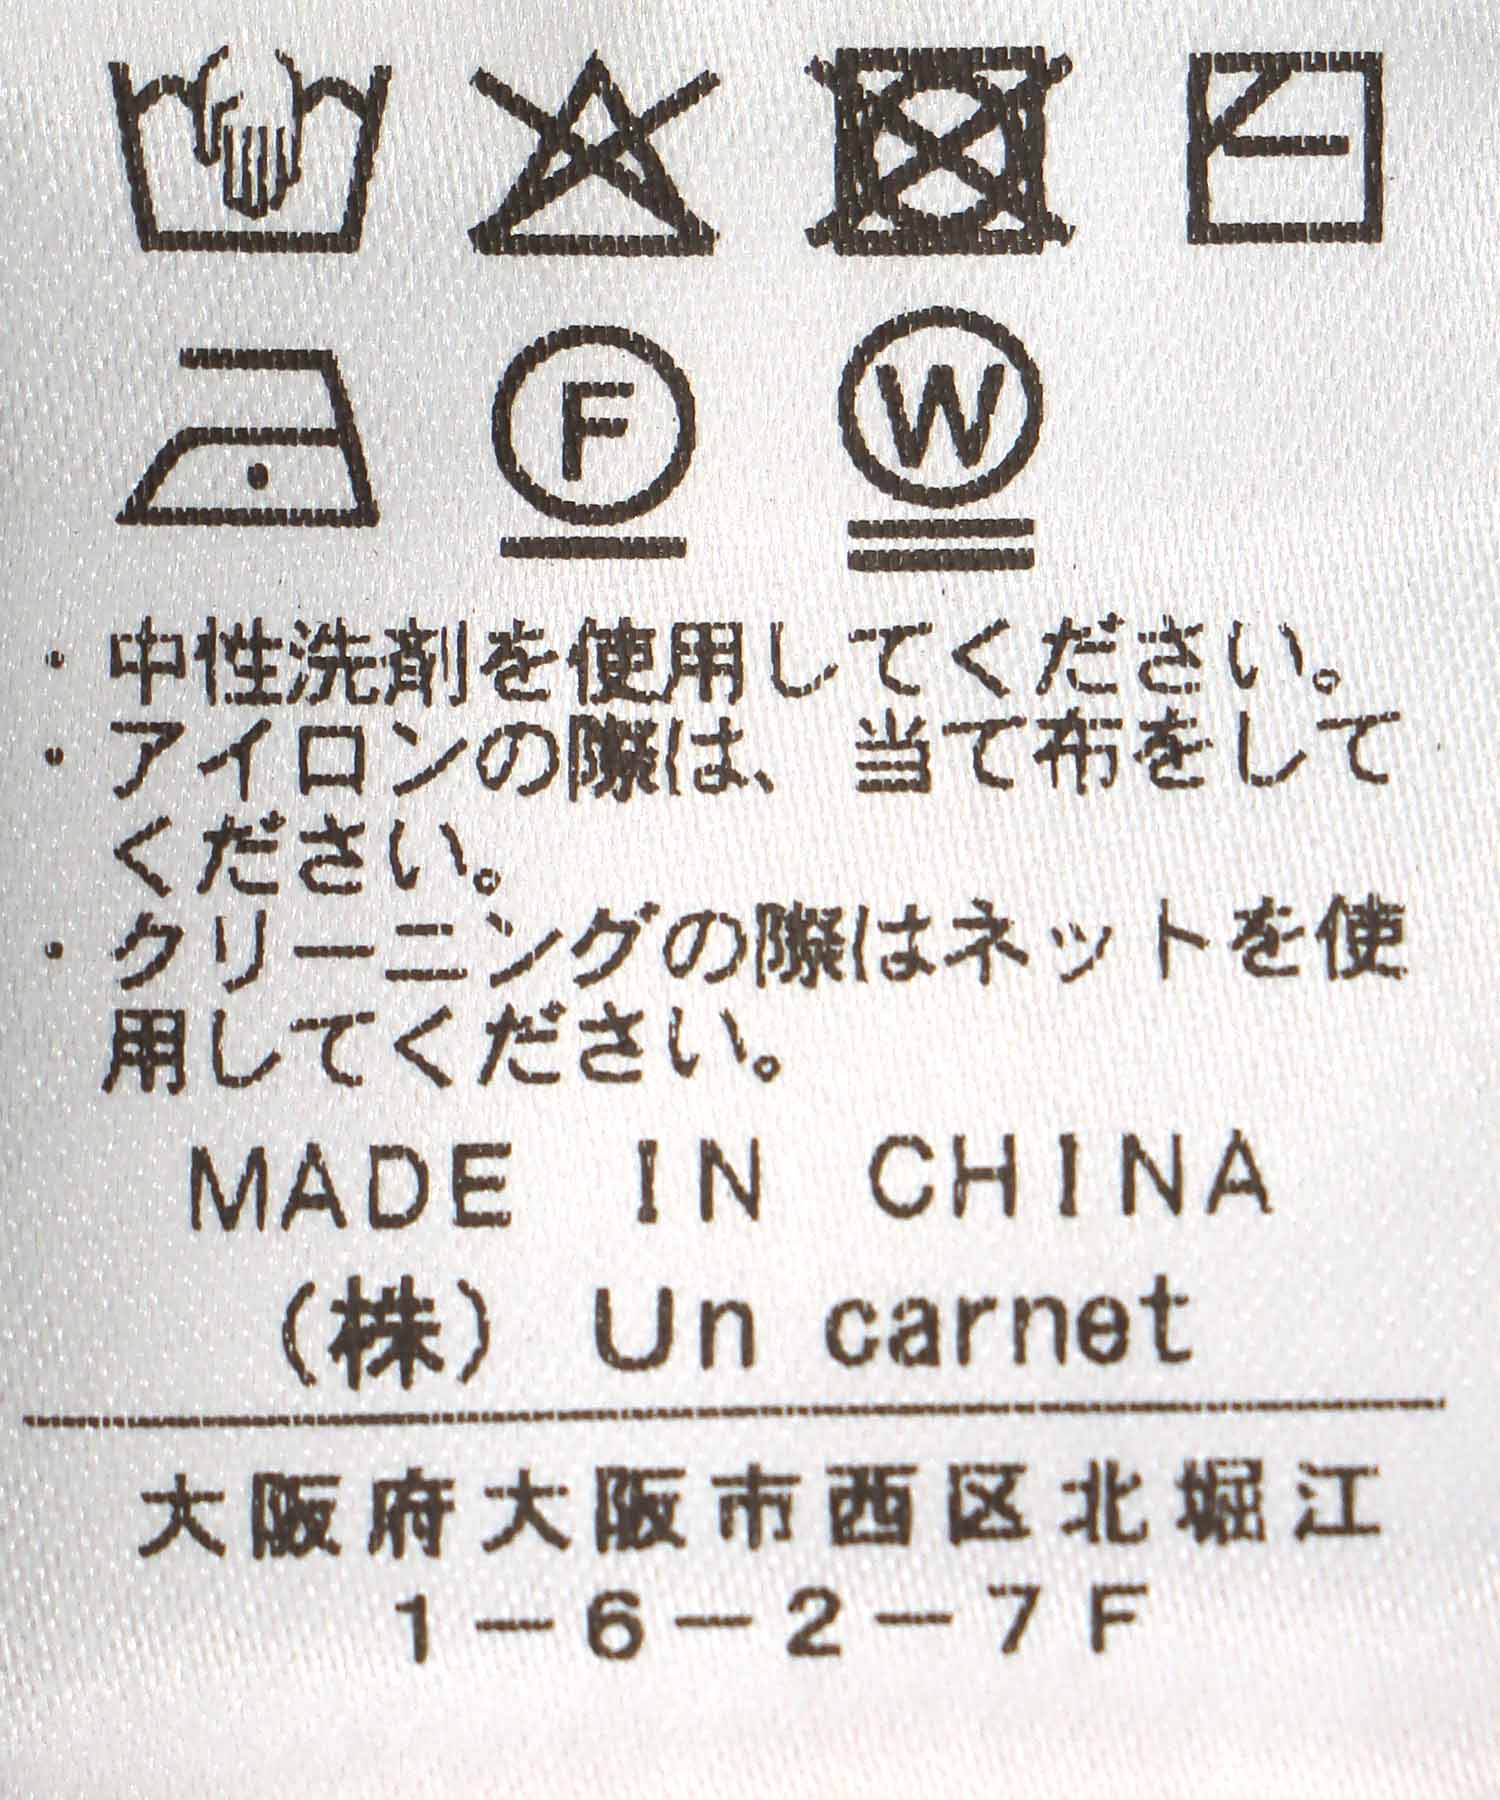 F W
・中性洗剤を使用してください。
・アイロンの際は、当て布をして
ください。
・クリーニングの際はネットを使
用してください。
MADE IN CHINA
(株) Un carnet
大阪府大阪市西区北堀江
1－6－2－7F